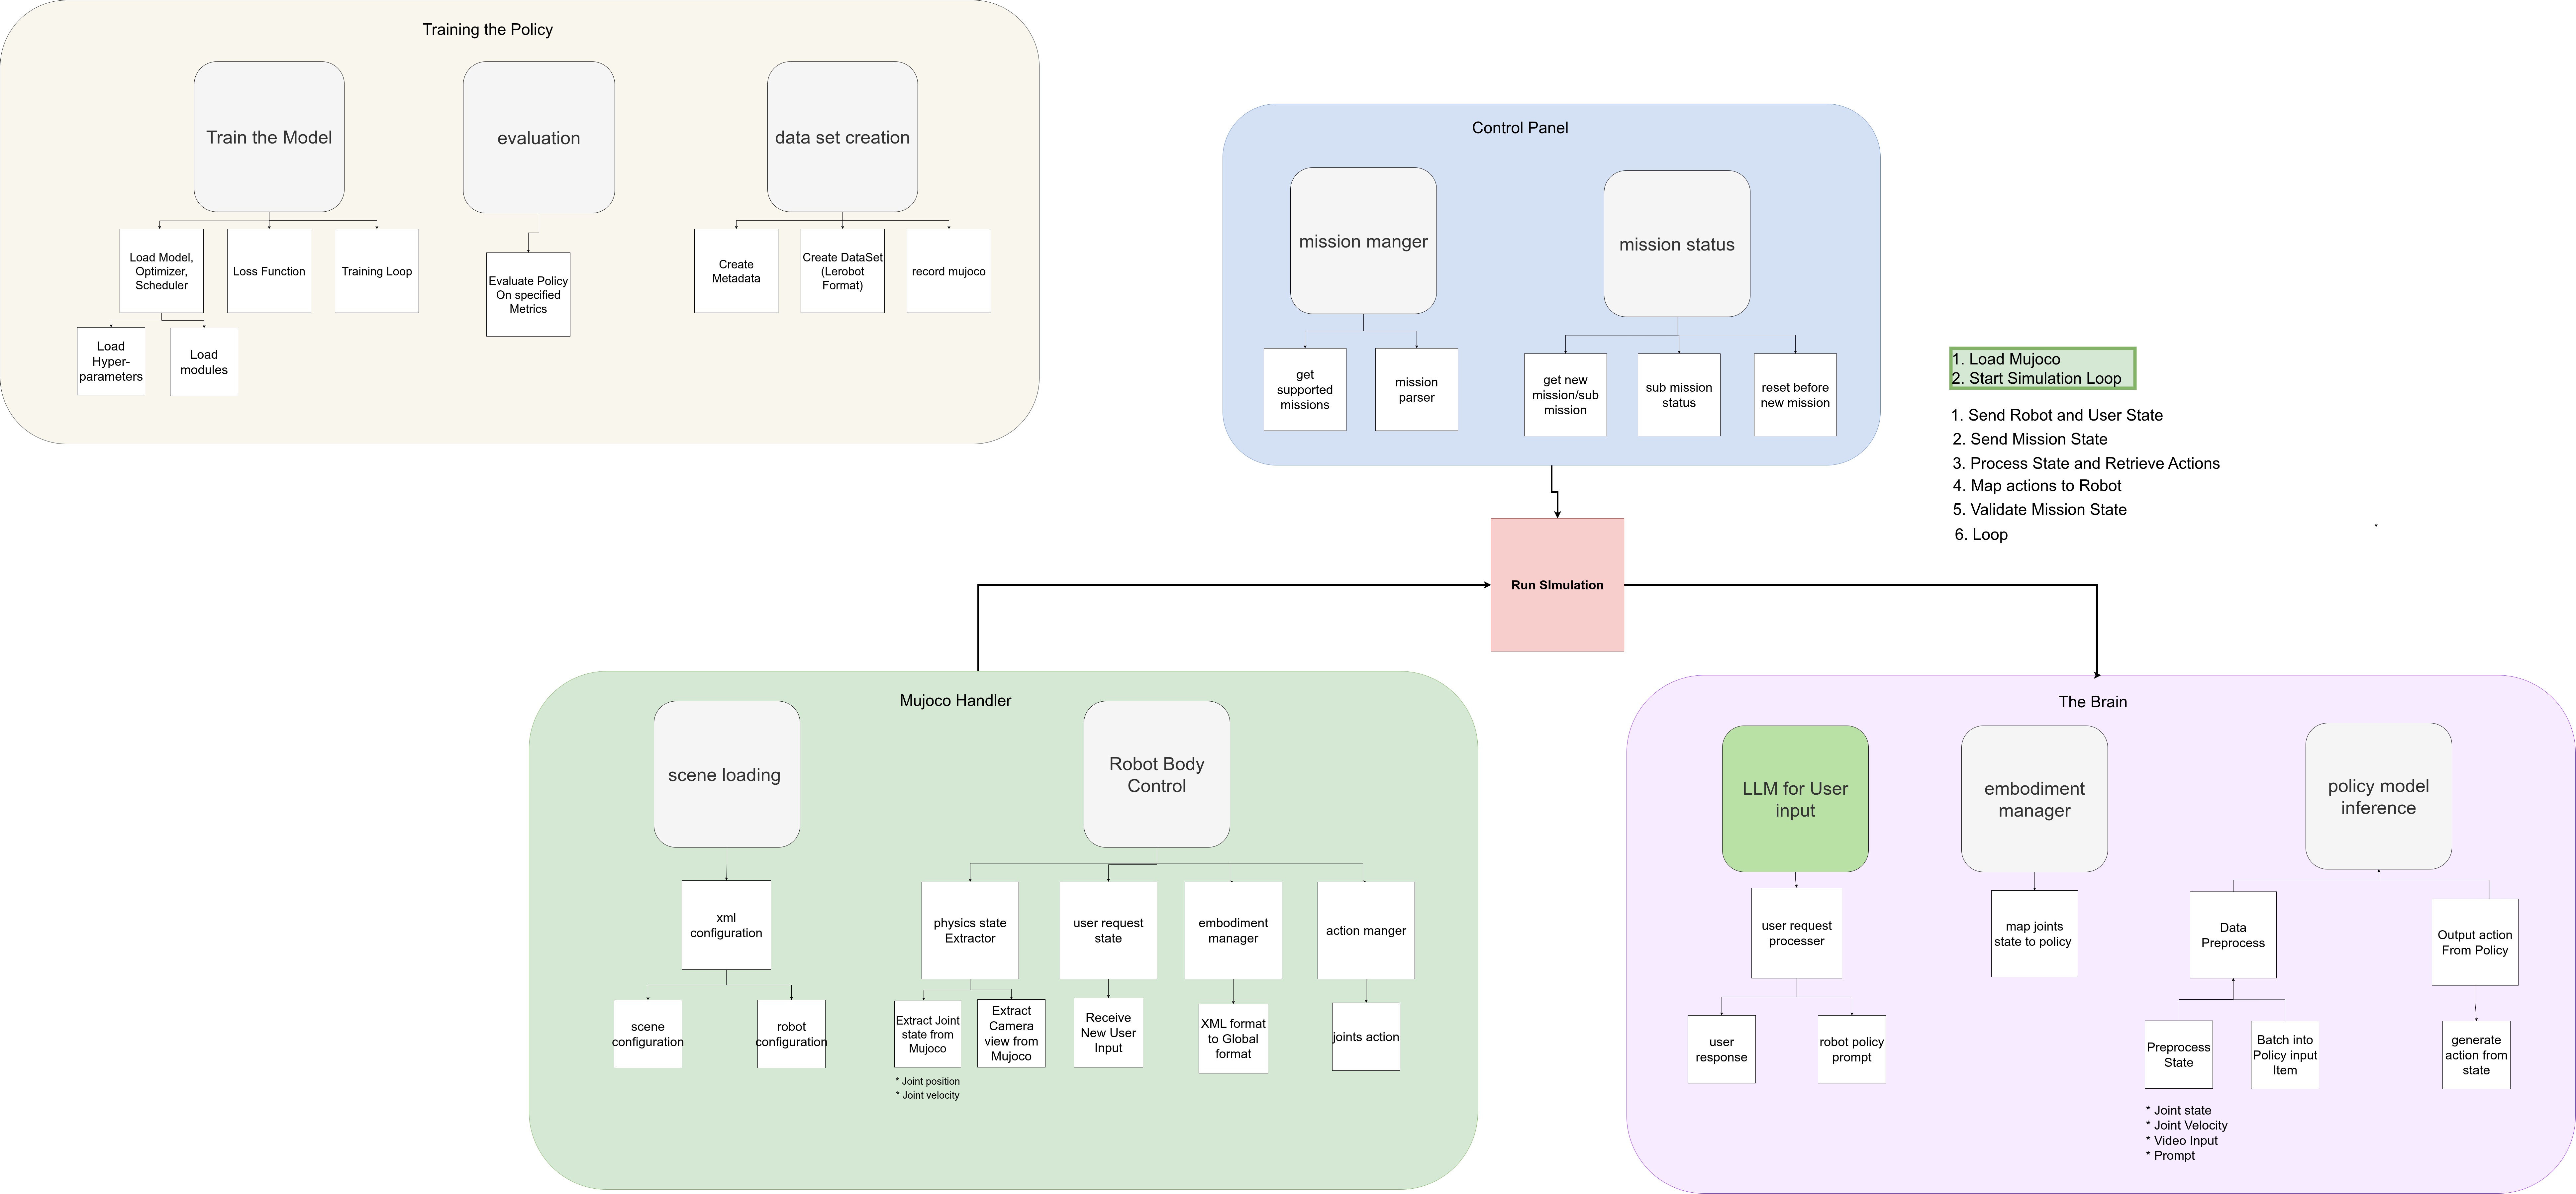 Training the Policy
Train the Model
evaluation
data set creation
Load Model,
Optimizer,
Scheduler
Loss Function
Training Loop
Evaluate Policy
On specified
Metrics
Create
Metadata
Create DataSet
(Lerobot
Format)
record mujoco
Load
Hyper-
parameters
Load
modules
Control Panel
mission manger
mission status
get
supported
missions
mission
parser
get new
mission/sub
mission
sub mission
status
reset before
new mission
1. Load Mujoco
2. Start Simulation Loop
1. Send Robot and User State
2. Send Mission State
3. Process State and Retrieve Actions
4. Map actions to Robot
5. Validate Mission State
6. Loop
Run SImulation
Mujoco Handler
scene loading
Robot Body
Control
xml
configuration
physics state
Extractor
user request
state
embodiment
manager
action manger
scene
configuration
robot
configuration
Extract Joint
state from
Mujoco
Extract
Camera
view from
Mujoco
Receive
New User
Input
XML format
to Global
format
joints action
* Joint position
* Joint velocity
The Brain
LLM for User
input
embodiment
manager
policy model
inference
user request
processer
map joints
state to policy
Data
Preprocess
Output action
From Policy
user
response
robot policy
prompt
Preprocess
State
Batch into
Policy input
Item
generate
action from
state
* Joint state
* Joint Velocity
* Video Input
* Prompt